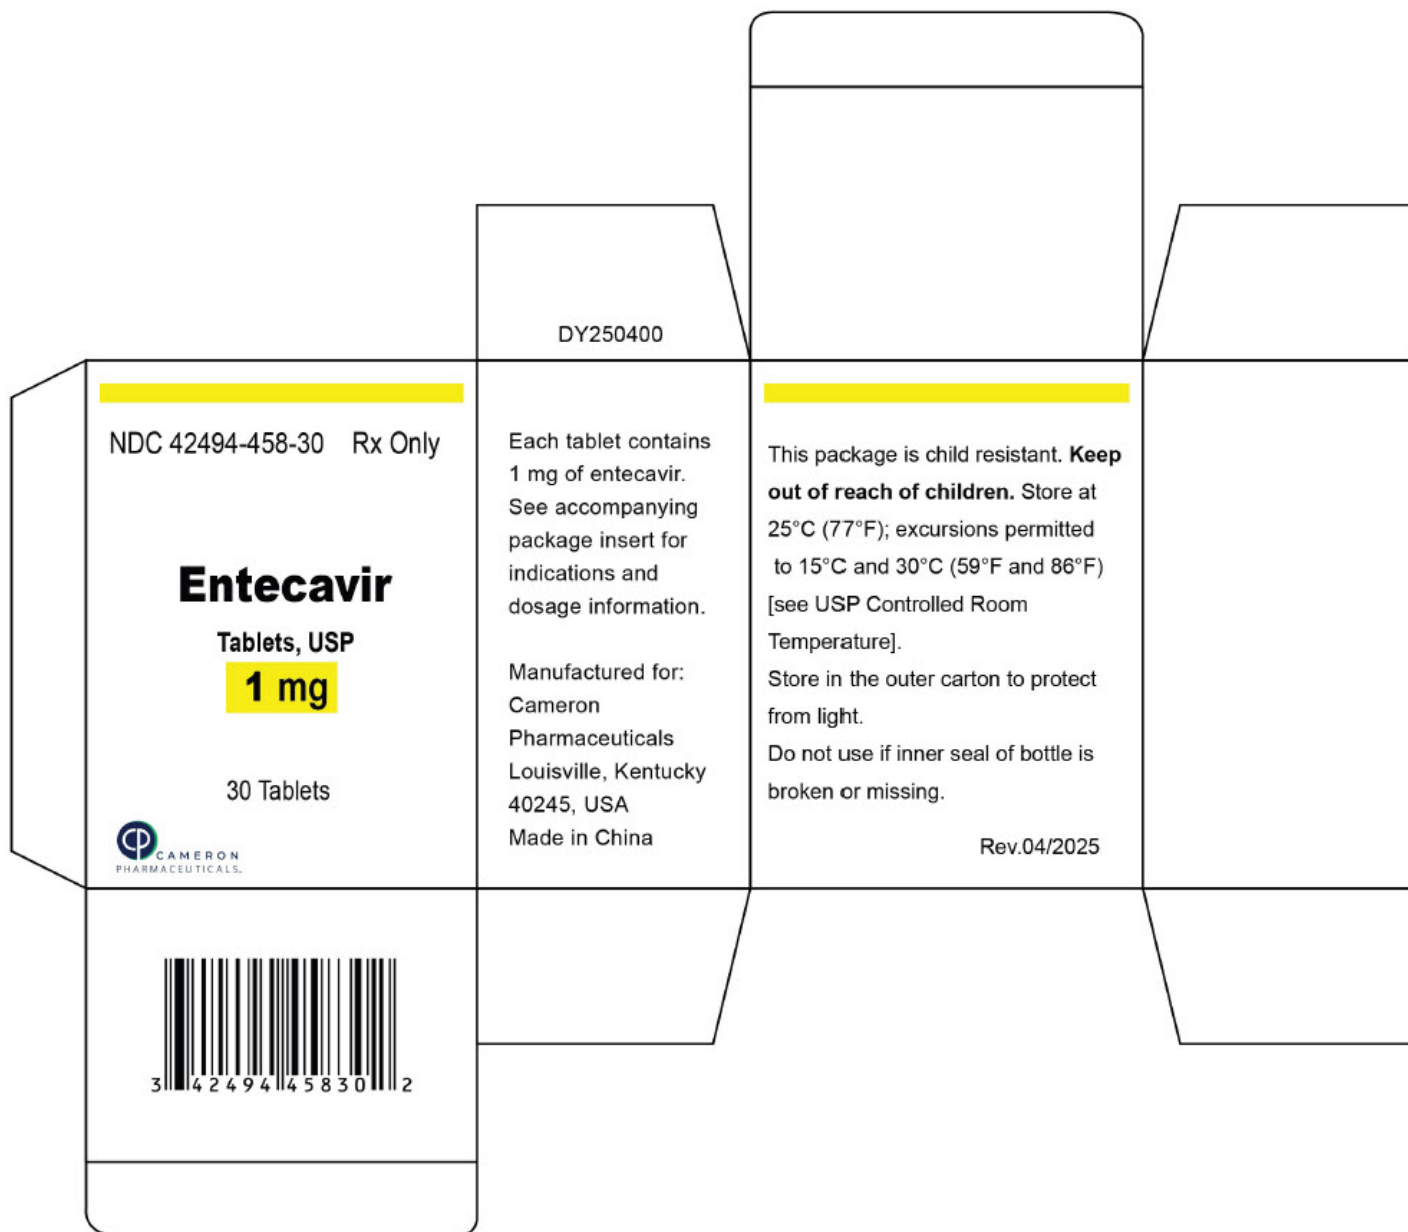 DY250400
NDC 42494-458-30 Rx Only
Entecavir
Tablets, USP
1 mg
30 Tablets
CP CAMERON
PHARMACEUTICALS.
3 42494 45830 2
Each tablet contains
1 mg of entecavir.
See accompanying
package insert for
indications and
dosage information.
Manufactured for:
Cameron
Pharmaceuticals
Louisville, Kentucky
40245, USA
Made in China
This package is child resistant. Keep
out of reach of children. Store at
25°C (77°F); excursions permitted
to 15°C and 30°C (59°F and 86°F)
[see USP Controlled Room
Temperature].
Store in the outer carton to protect
from light.
Do not use if inner seal of bottle is
broken or missing.
Rev.04/2025